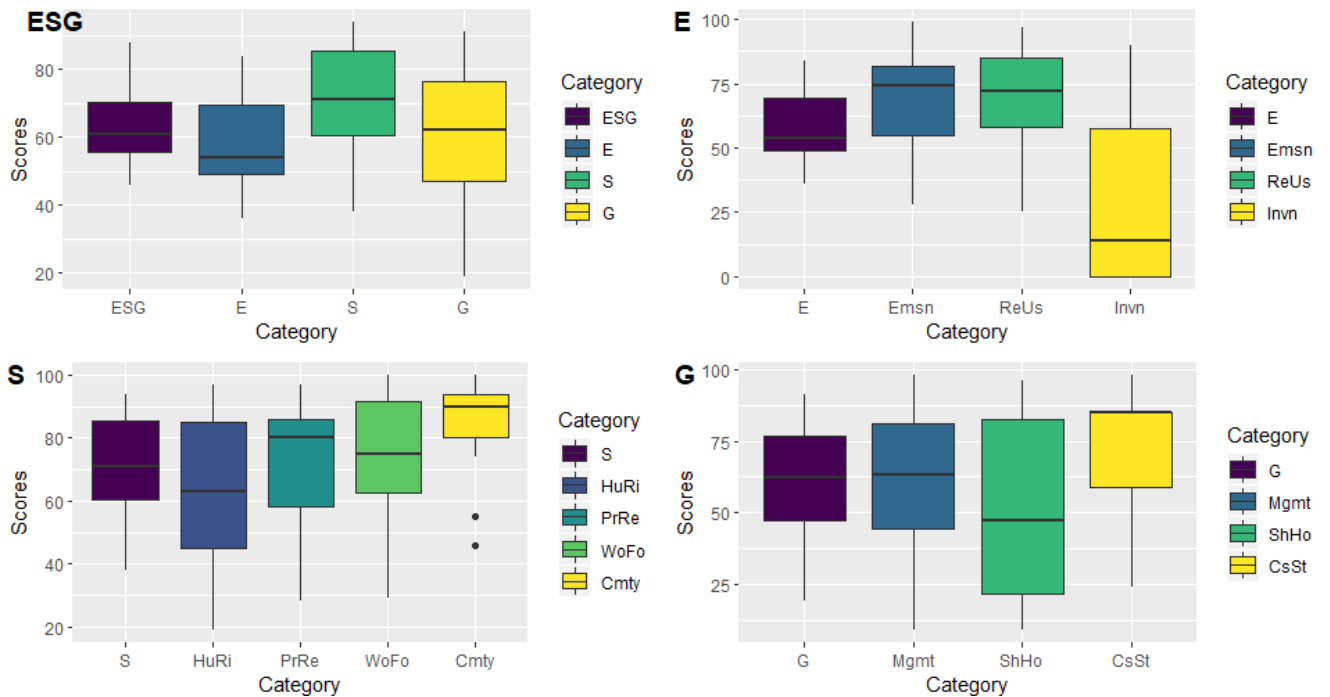 ESG
Scores
80
60
40
20
ESG E S G
Category
Category
ESG
E
S
G
E
Scores
100
75
50
25
0
E Emsn ReUs Invn
Category
Category
E
Emsn
ReUs
Invn
S
Scores
100
80
60
40
20
S HuRi PrRe WoFo Cmty
Category
Category
S
HuRi
PrRe
WoFo
Cmty
G
Scores
100
75
50
25
G Mgmt ShHo CsSt
Category
Category
G
Mgmt
ShHo
CsSt